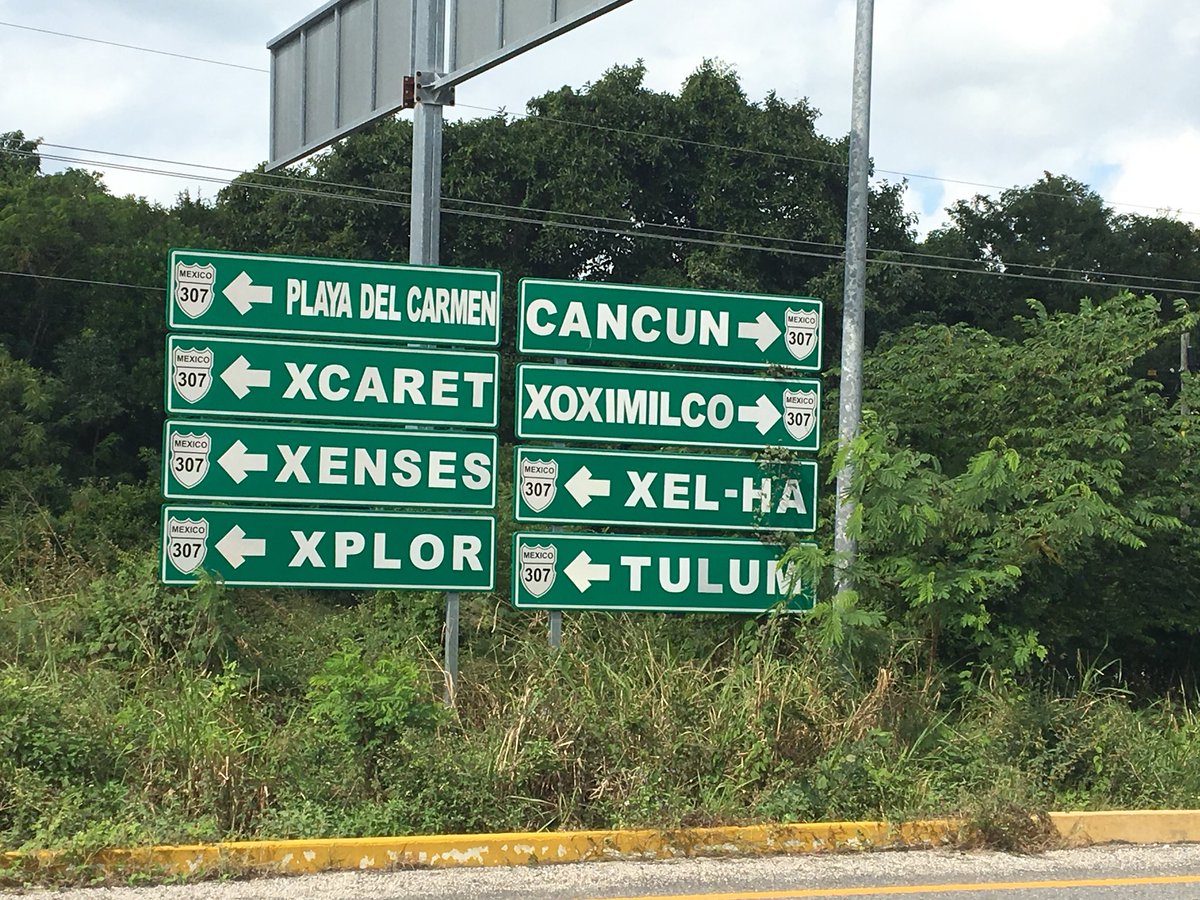 MEXICO 307 PLAYA DEL CARMEN
MEXICO 307 XCARET
MEXICO 307 XENSES
MEXICO 307 XPLOR
CANCUN MEXICO 307
XOXIMILCO MEXICO 307
MEXICO 307 XEL-HA
MEXICO 307 TULUM